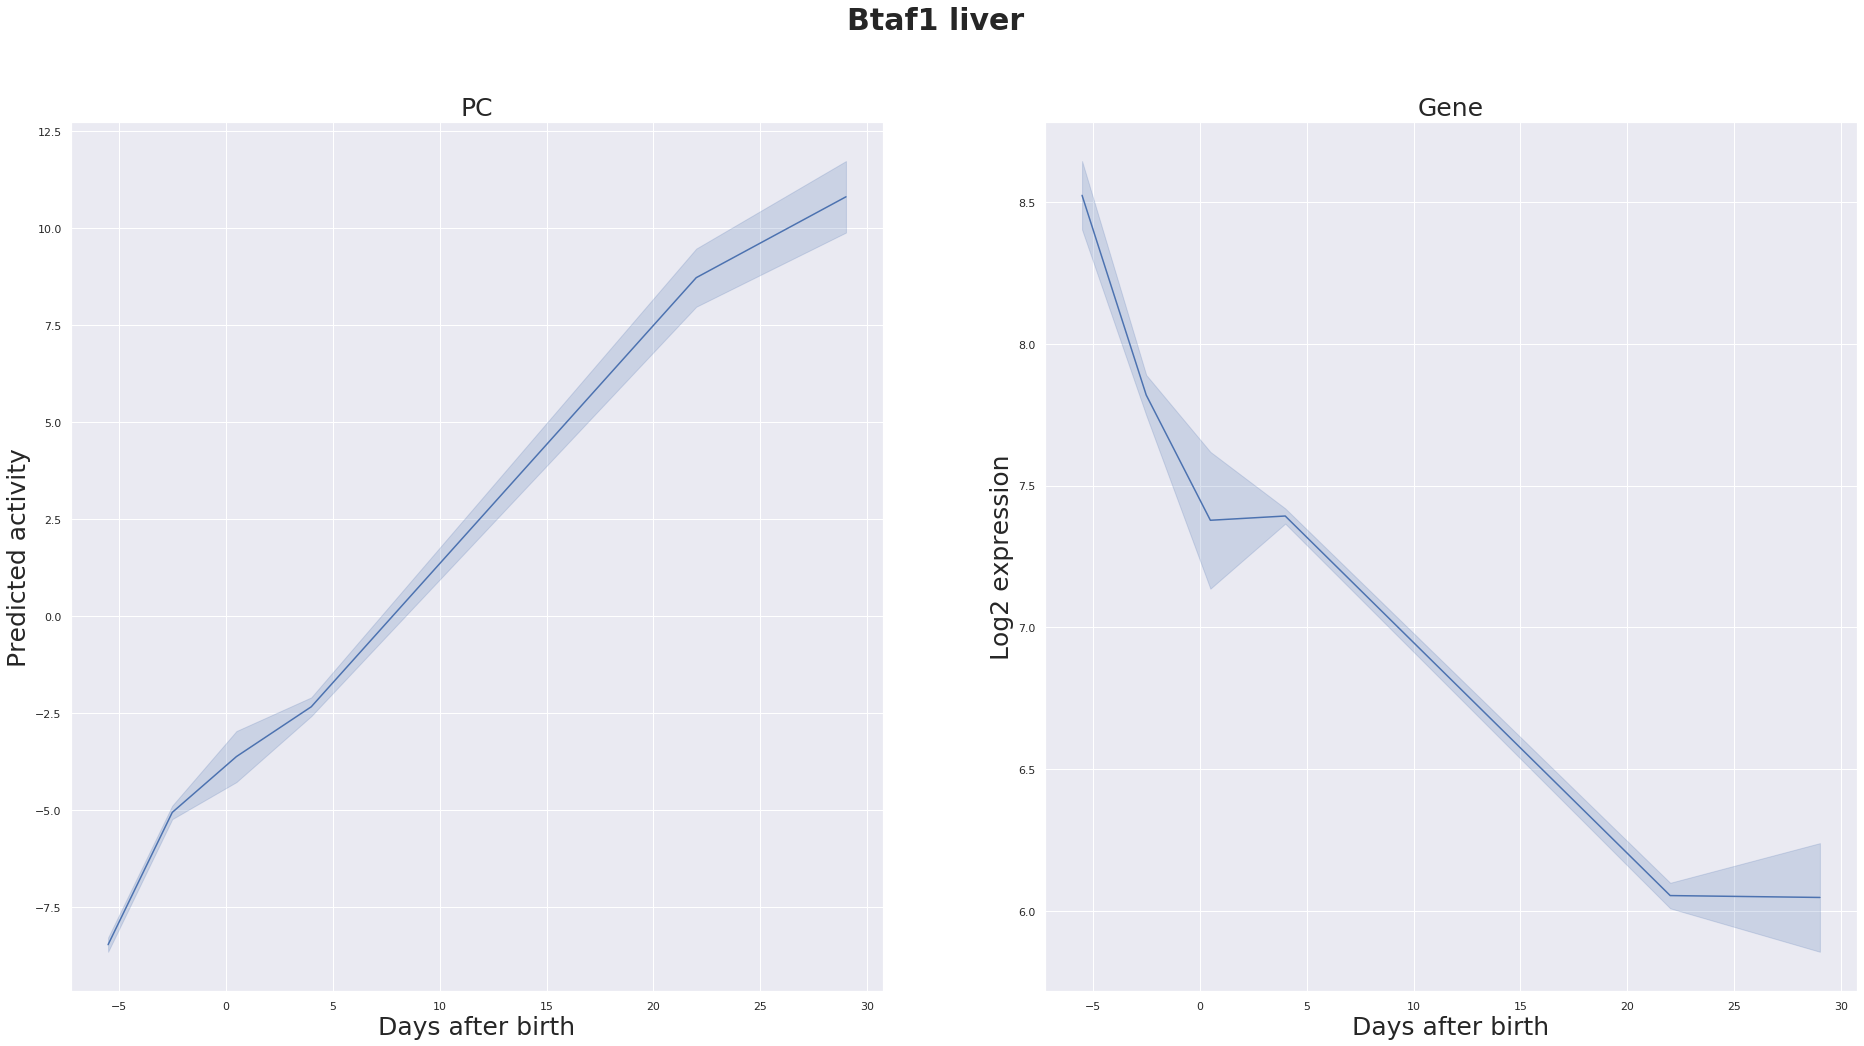 Btaf1 liver
PC
Predicted activity
12.5
10.0
7.5
5.0
2.5
0.0
−2.5
−5.0
−7.5
−5 0 5 10 15 20 25 30
Days after birth
Gene
Log2 expression
8.5
8.0
7.5
7.0
6.5
6.0
−5 0 5 10 15 20 25 30
Days after birth